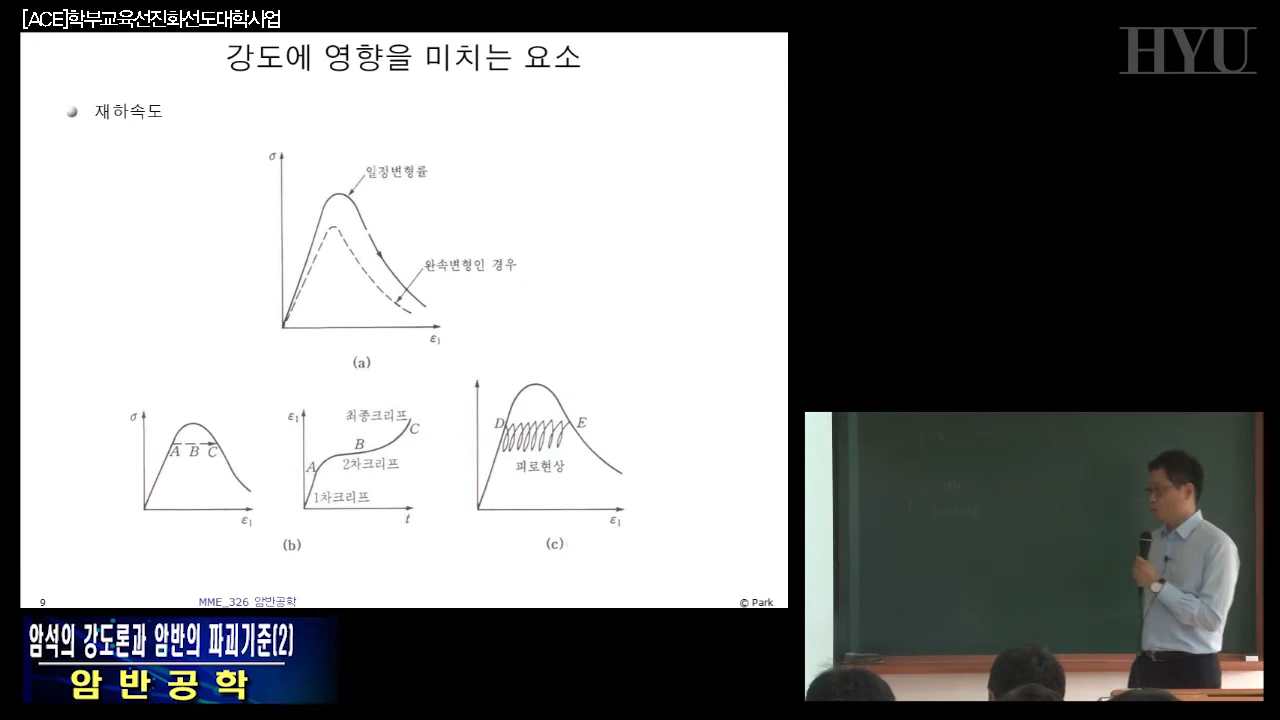 [ACE]학부교육선진화선도대학사업
HYU
강도에 영향을 미치는 요소
재하속도
σ
일정변형률
완속변형인 경우
ε1
(a)
σ
A B C
ε1
ε1
최종크리프
C
B
A
2차크리프
1차크리프
t
(b)
D
E
피로현상
ε1
(c)
9
MME_326 암반공학
© Park
암석의 강도론과 암반의 파괴기준(2)
암반공학